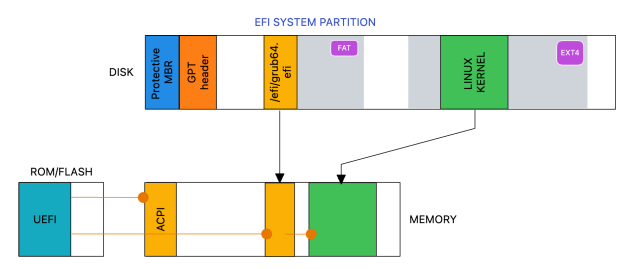 EFI SYSTEM PARTITION
DISK
Protective
MBR
GPT
header
/efi/grub64.
efi
FAT
LINUX
KERNEL
EXT4
ROM/FLASH
UEFI
ACPI
MEMORY